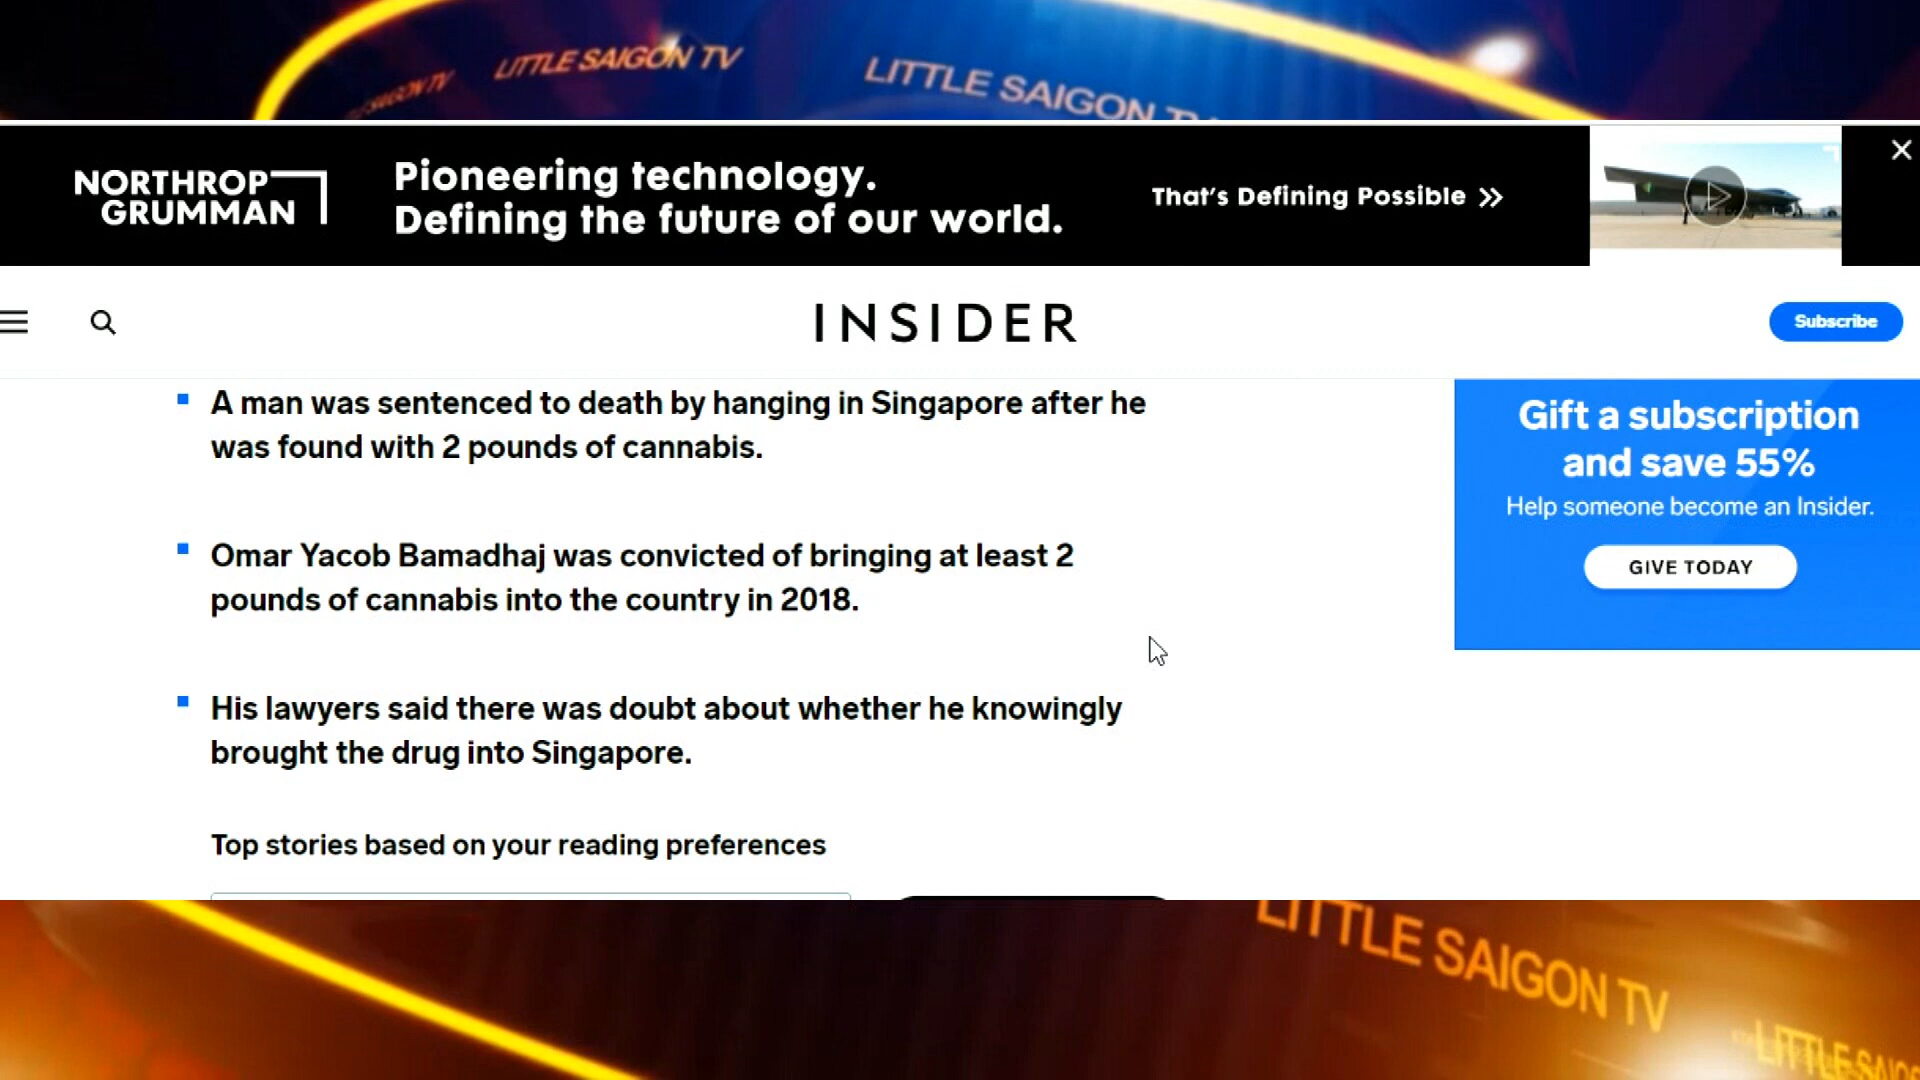 LITTLE SAIGON TV
LITTLE SAIGON TV
SAIGON TV
NORTHROP
GRUMMAN
Pioneering technology.
Defining the future of our world.
That's Defining Possible »
INSIDER
Subscribe
A man was sentenced to death by hanging in Singapore after he
was found with 2 pounds of cannabis.
Omar Yacob Bamadhaj was convicted of bringing at least 2
pounds of cannabis into the country in 2018.
His lawyers said there was doubt about whether he knowingly
brought the drug into Singapore.
Top stories based on your reading preferences
Gift a subscription
and save 55%
Help someone become an Insider.
GIVE TODAY
LITTLE SAIGON TV
LITTLE SAIGON